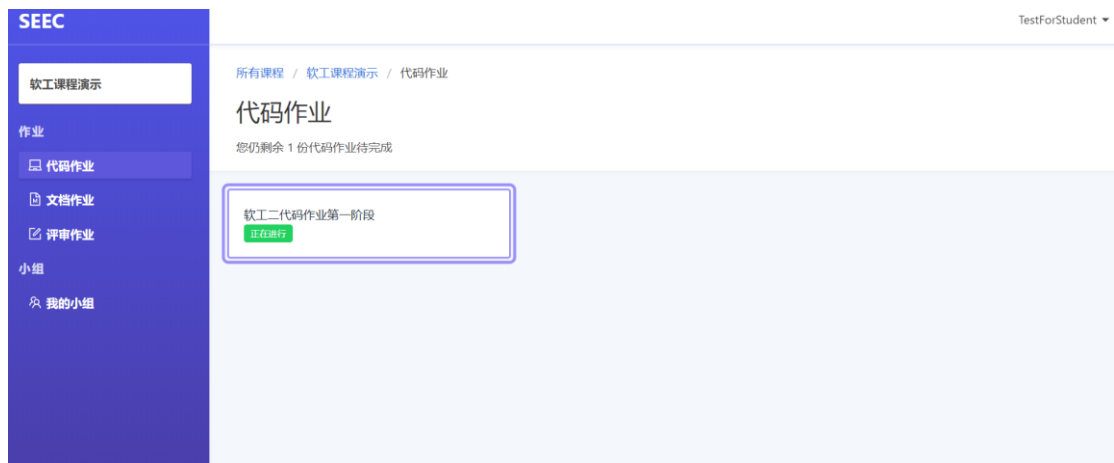 SEEC
TestForStudent
软工课程演示
作业
代码作业
文档作业
评审作业
小组
我的小组
所有课程 / 软工课程演示 / 代码作业
代码作业
您仍剩余 1 份代码作业待完成
软工二代码作业第一阶段
正在进行